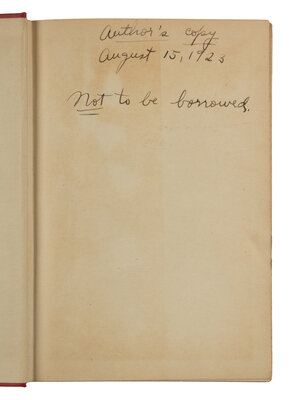 Author's copy
August 15, 1923
Not to be borrowed.